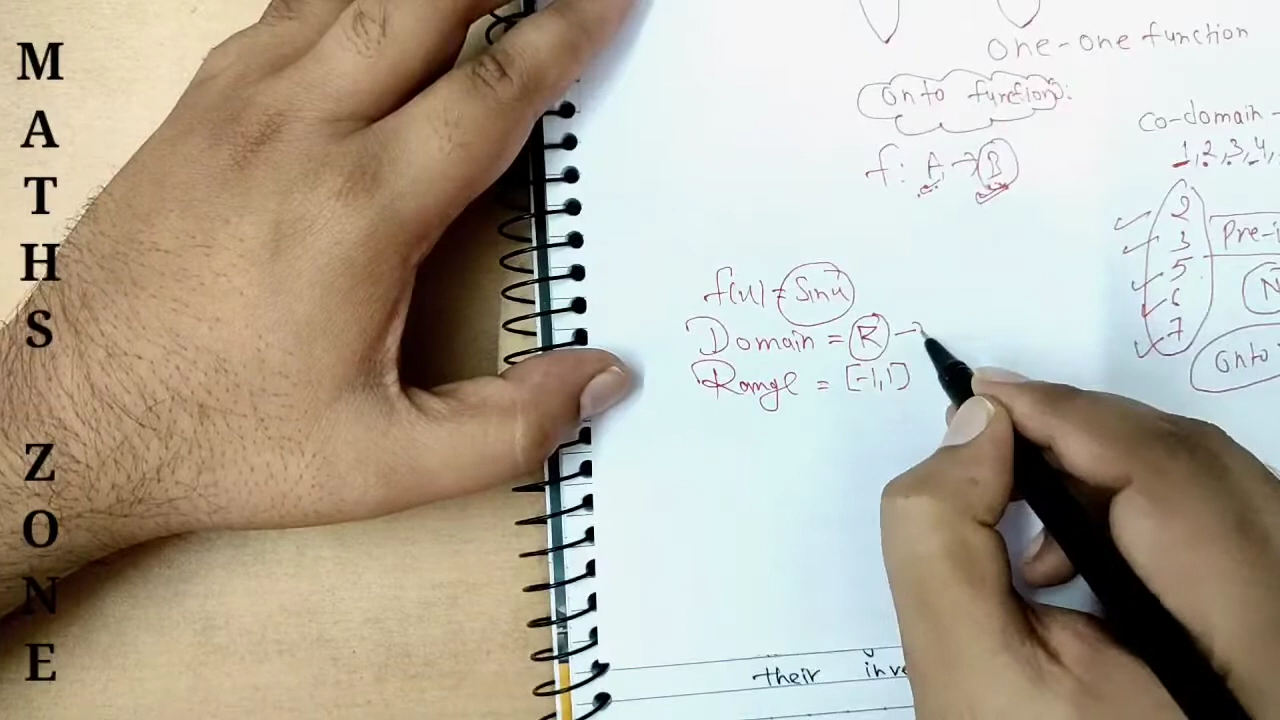 MATHS ZONE
one-one function
onto function:
f: A → B
co-domain -
1, 2, 3, 4,
2
3
5
6
7
Pre-i
N
onto
f(x) = Sinx
Domain = R →
Range = [-1,1]
their inve